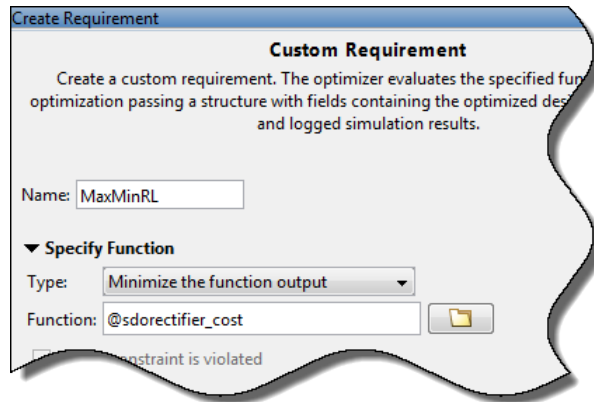 Create Requ
Custom Requirement
Create a custom requirement. The optimizer evaluates the specified fun
optimization passing a structure with fields containing the optimized des
and logged simulation results.
Name: MaxMinRL
Specify Function
Type: Minimize the function output
Function: @sdorectifier_cost
constraint is violated